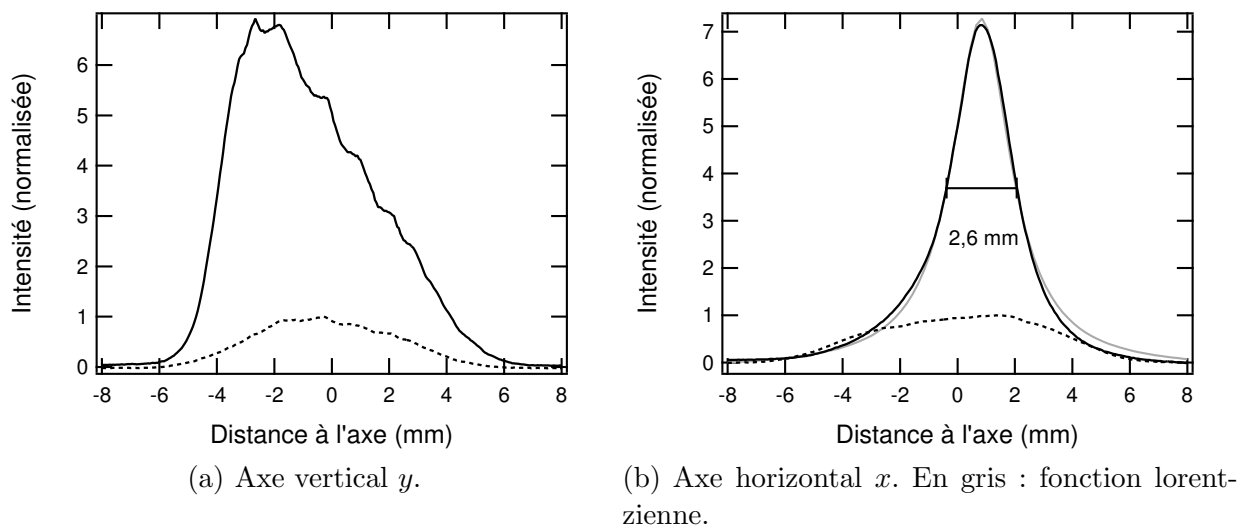 Intensité (normalisée)
6
5
4
3
2
1
0
-8 -6 -4 -2 0 2 4 6 8
Distance à l'axe (mm)
(a) Axe vertical y.
Intensité (normalisée)
7
6
5
4
3
2
1
0
2,6 mm
-8 -6 -4 -2 0 2 4 6 8
Distance à l'axe (mm)
(b) Axe horizontal x. En gris : fonction lorent-
zienne.